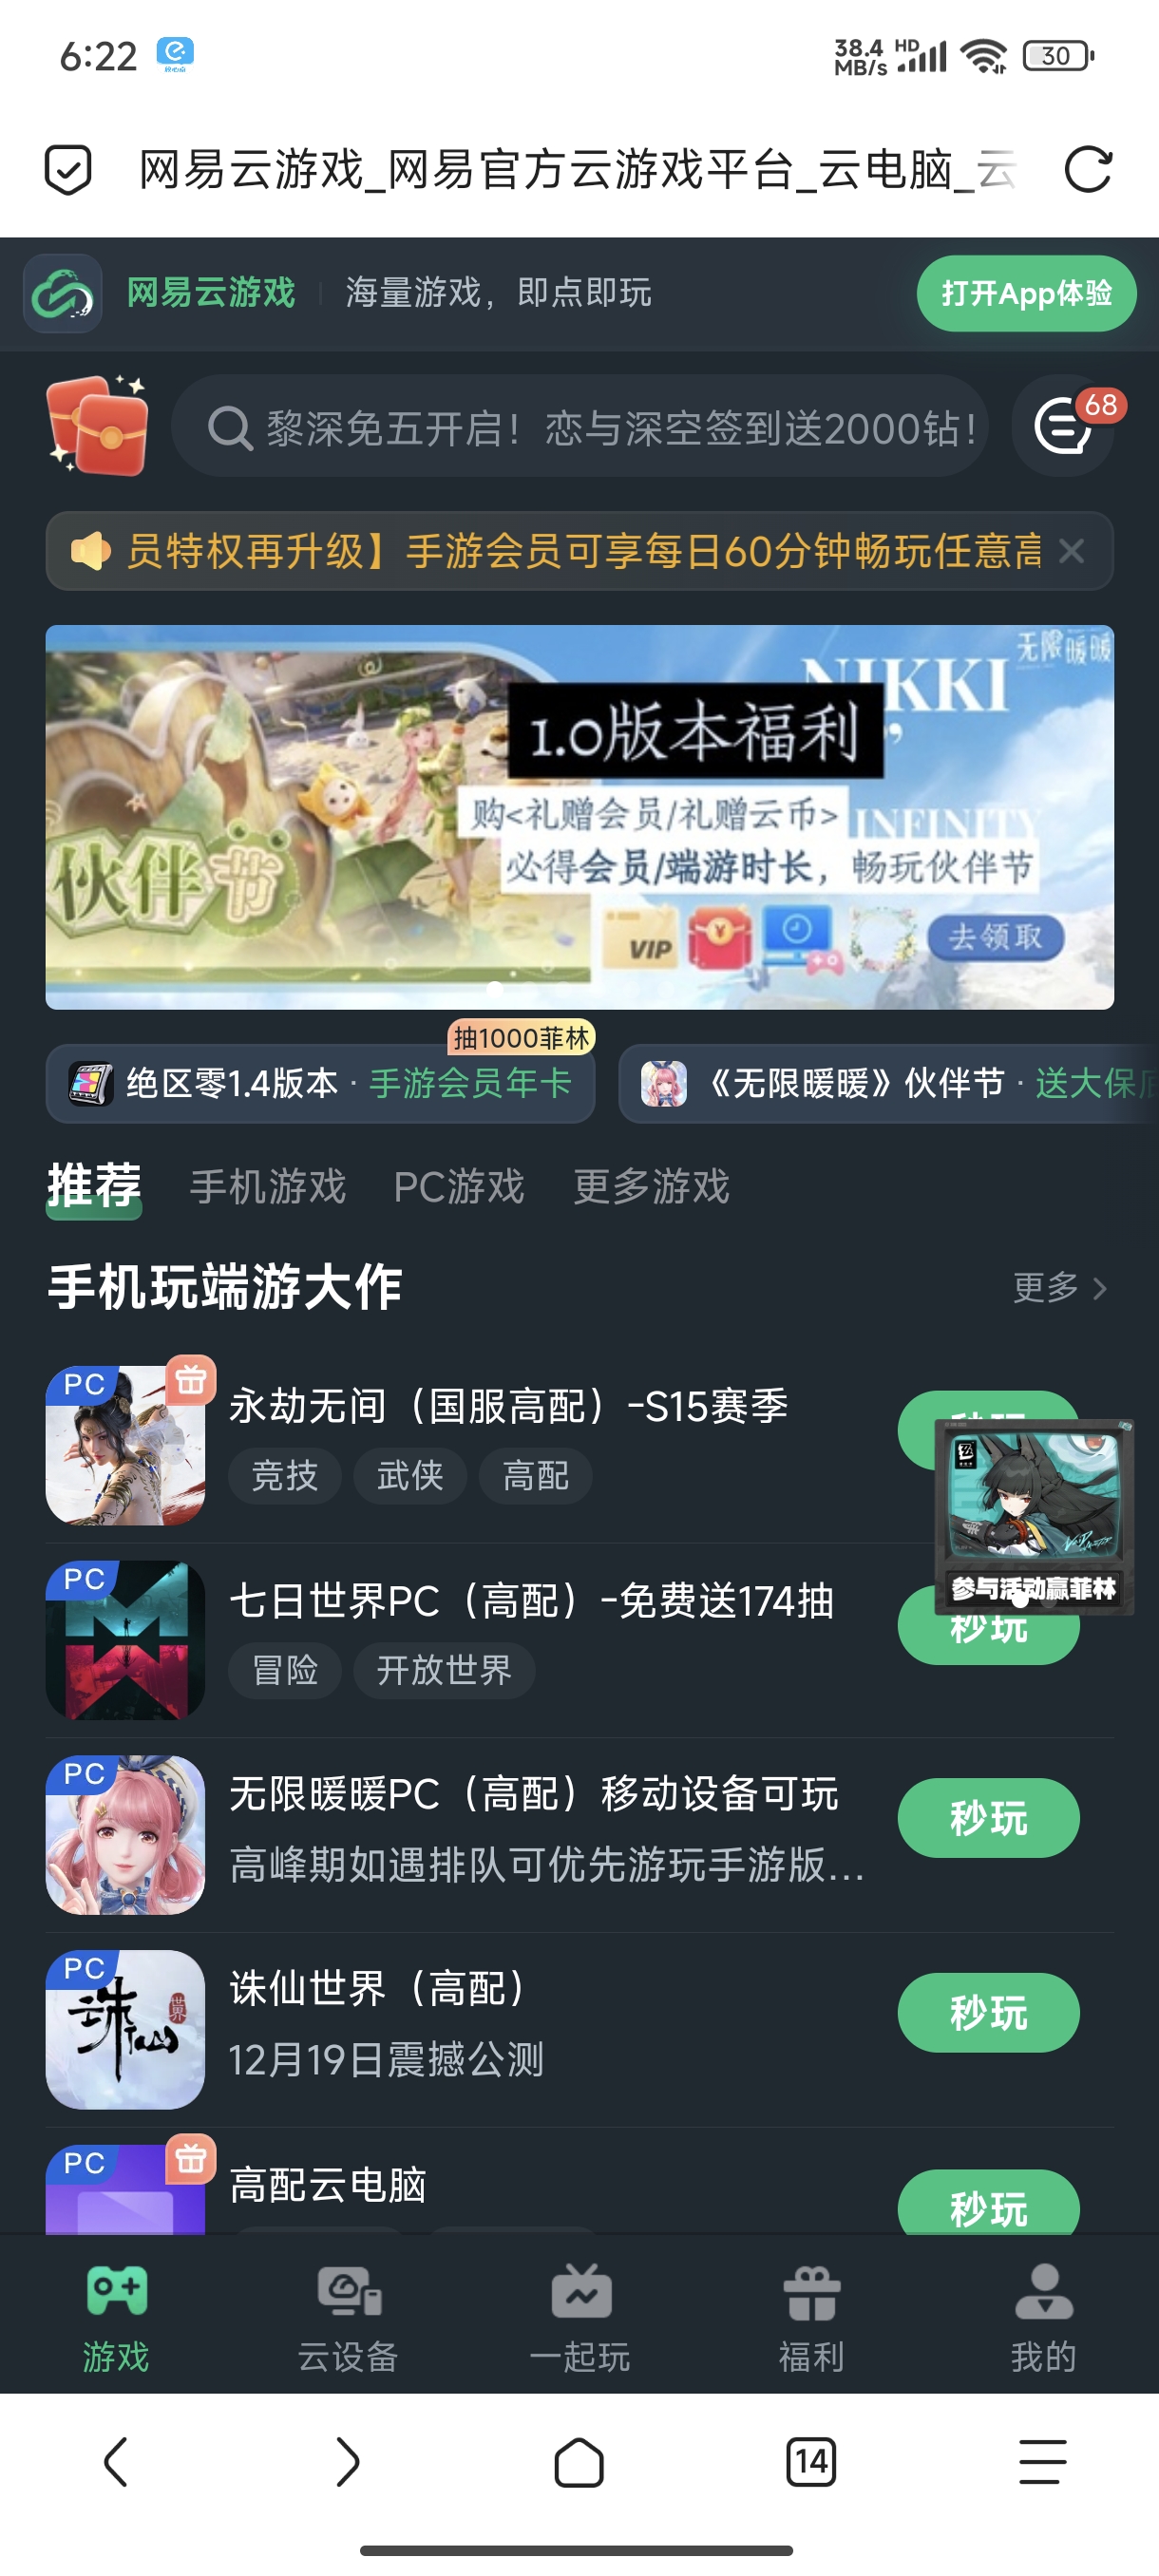 6:22
38.4
MB/s
HD
30
网易云游戏_网易官方云游戏平台_云电脑_云
网易云游戏
海量游戏，即点即玩
打开App体验
黎深免五开启！恋与深空签到送2000钻！
68
员特权再升级】手游会员可享每日60分钟畅玩任意高
无限暖暖
NIKKI
1.0版本福利
购<礼赠会员/礼赠云币>
INFINITY
必得会员/端游时长，畅玩伙伴节
伙伴节
VIP
去领取
抽1000菲林
绝区零1.4版本 · 手游会员年卡
《无限暖暖》伙伴节 · 送大保底
推荐
手机游戏
PC游戏
更多游戏
手机玩端游大作
更多
PC
永劫无间（国服高配）-S15赛季
竞技
武侠
高配
秒玩
参与活动赢菲林
PC
七日世界PC（高配）-免费送174抽
冒险
开放世界
秒玩
PC
无限暖暖PC（高配）移动设备可玩
高峰期如遇排队可优先游玩手游版...
秒玩
PC
诛仙世界
诛仙世界（高配）
12月19日震撼公测
秒玩
PC
高配云电脑
秒玩
游戏
云设备
一起玩
福利
我的
14